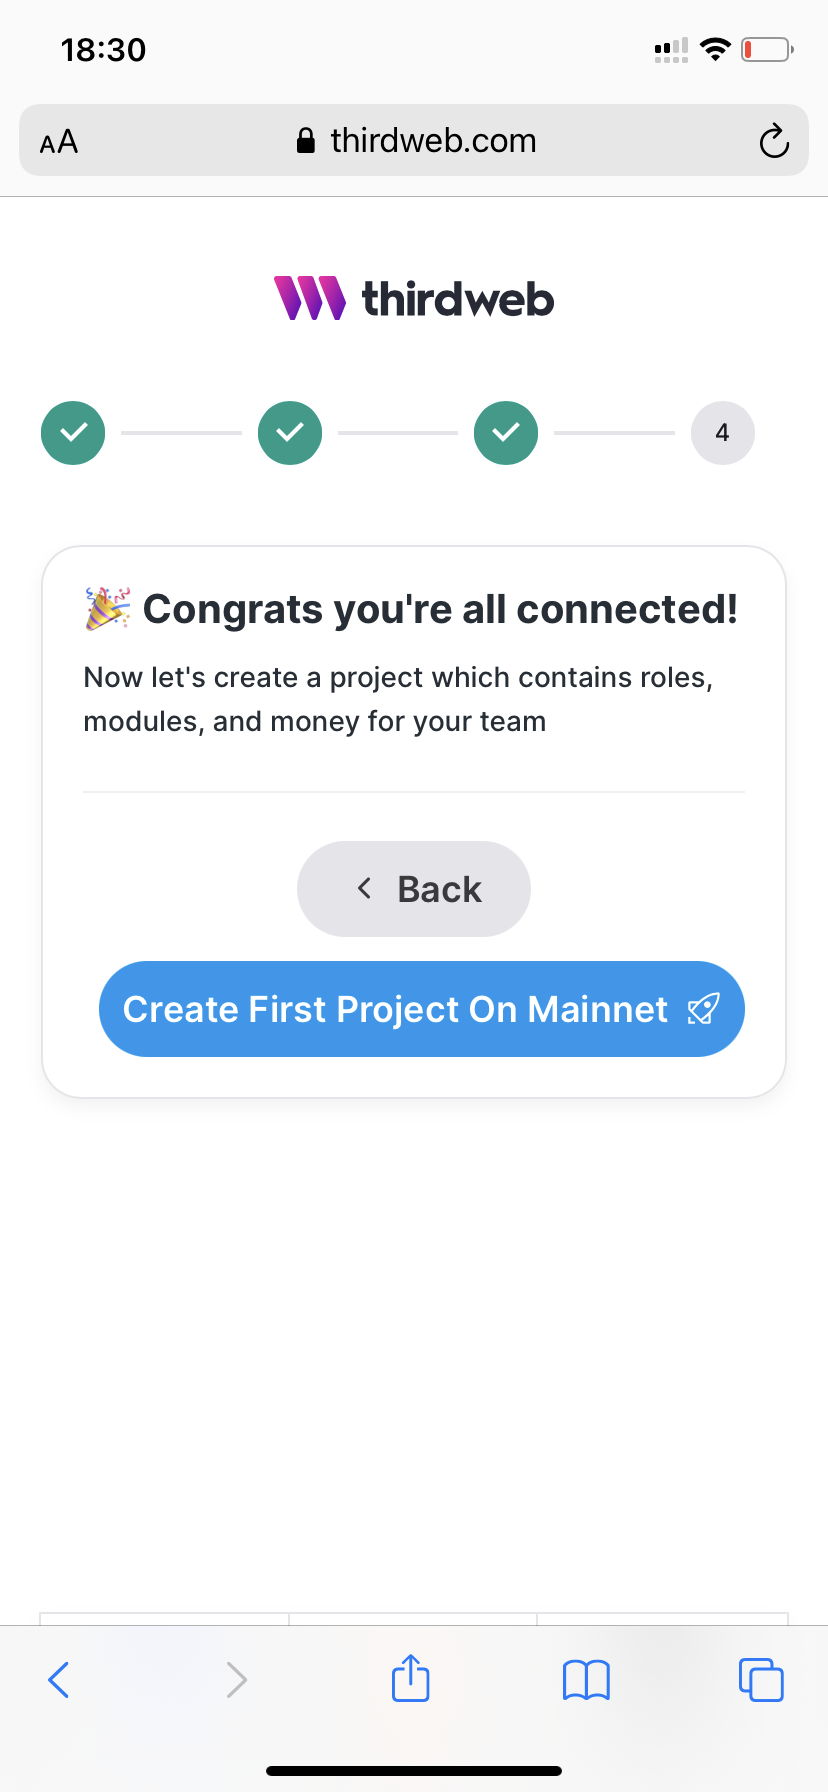 18:30
AA
thirdweb.com
thirdweb
4
🎉 Congrats you're all connected!
Now let's create a project which contains roles,
modules, and money for your team
Back
Create First Project On Mainnet